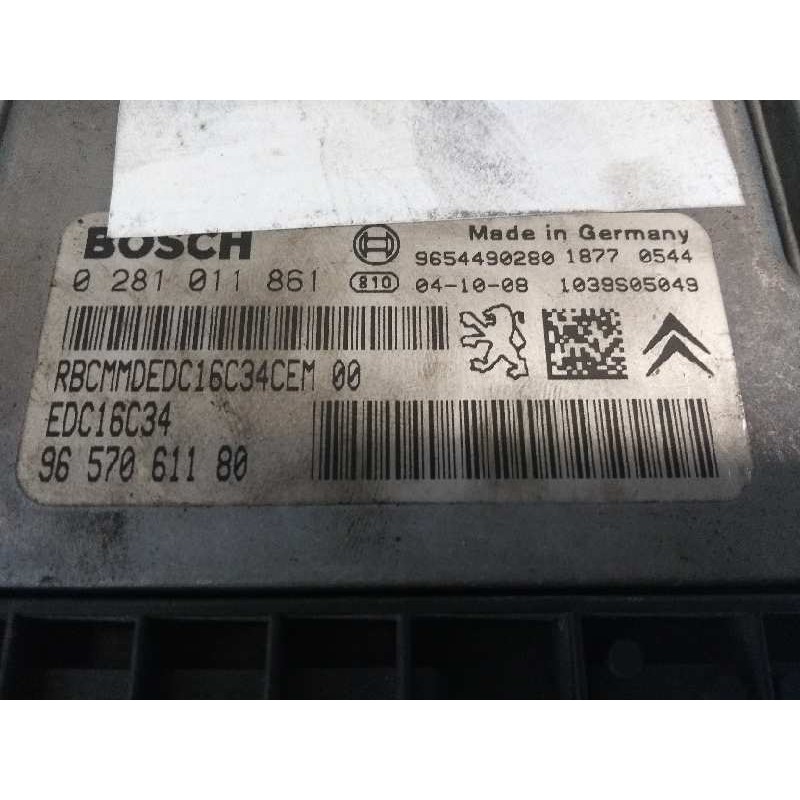 BOSCH
Made in Germany
9654490280 1877 0544
0 281 011 861
810 04-10-08 1039S05049
RBCMMDEDC16C34CEM 00
EDC16C34
96 570 611 80